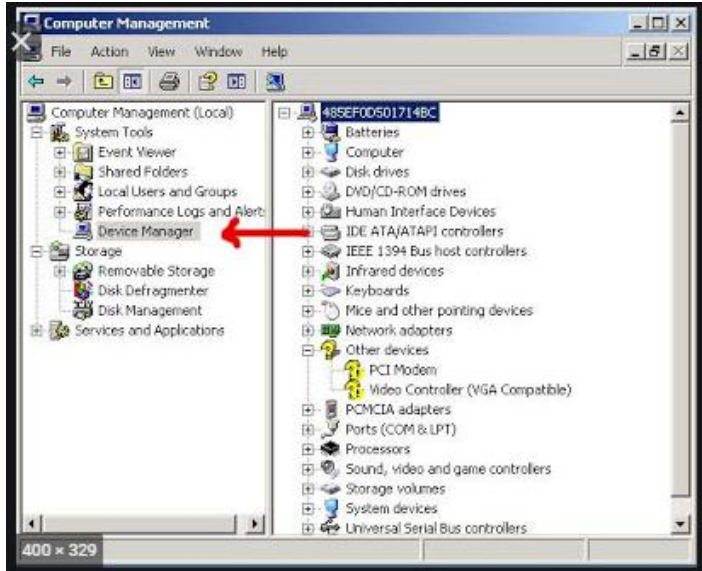 Computer Management
File Action View Window Help
Computer Management (Local)
System Tools
Event Viewer
Shared Folders
Local Users and Groups
Performance Logs and Alert:
Device Manager
Storage
Removable Storage
Disk Defragmenter
Disk Management
Services and Applications
485EF0D501714BC
Batteries
Computer
Disk drives
DVD/CD-ROM drives
Human Interface Devices
IDE ATA/ATAPI controllers
IEEE 1394 Bus host controllers
Infrared devices
Keyboards
Mice and other pointing devices
Network adapters
Other devices
PCI Modem
Video Controller (VGA Compatible)
PCMCIA adapters
Ports (COM & LPT)
Processors
Sound, video and game controllers
Storage volumes
System devices
Universal Serial Bus controllers
400 × 329